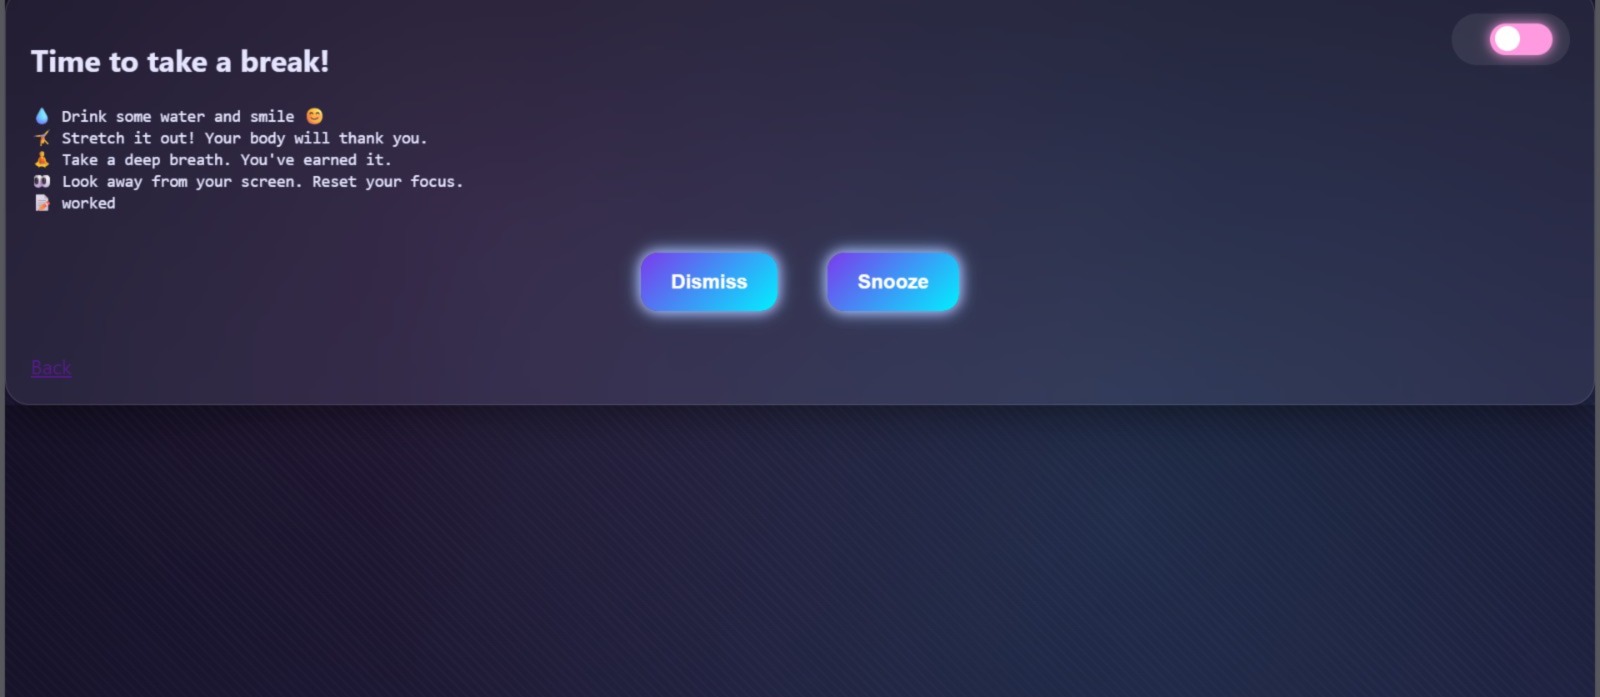 Time to take a break!
💧 Drink some water and smile 😊
🤸 Stretch it out! Your body will thank you.
🧘 Take a deep breath. You've earned it.
👀 Look away from your screen. Reset your focus.
📝 worked
Dismiss Snooze
Back